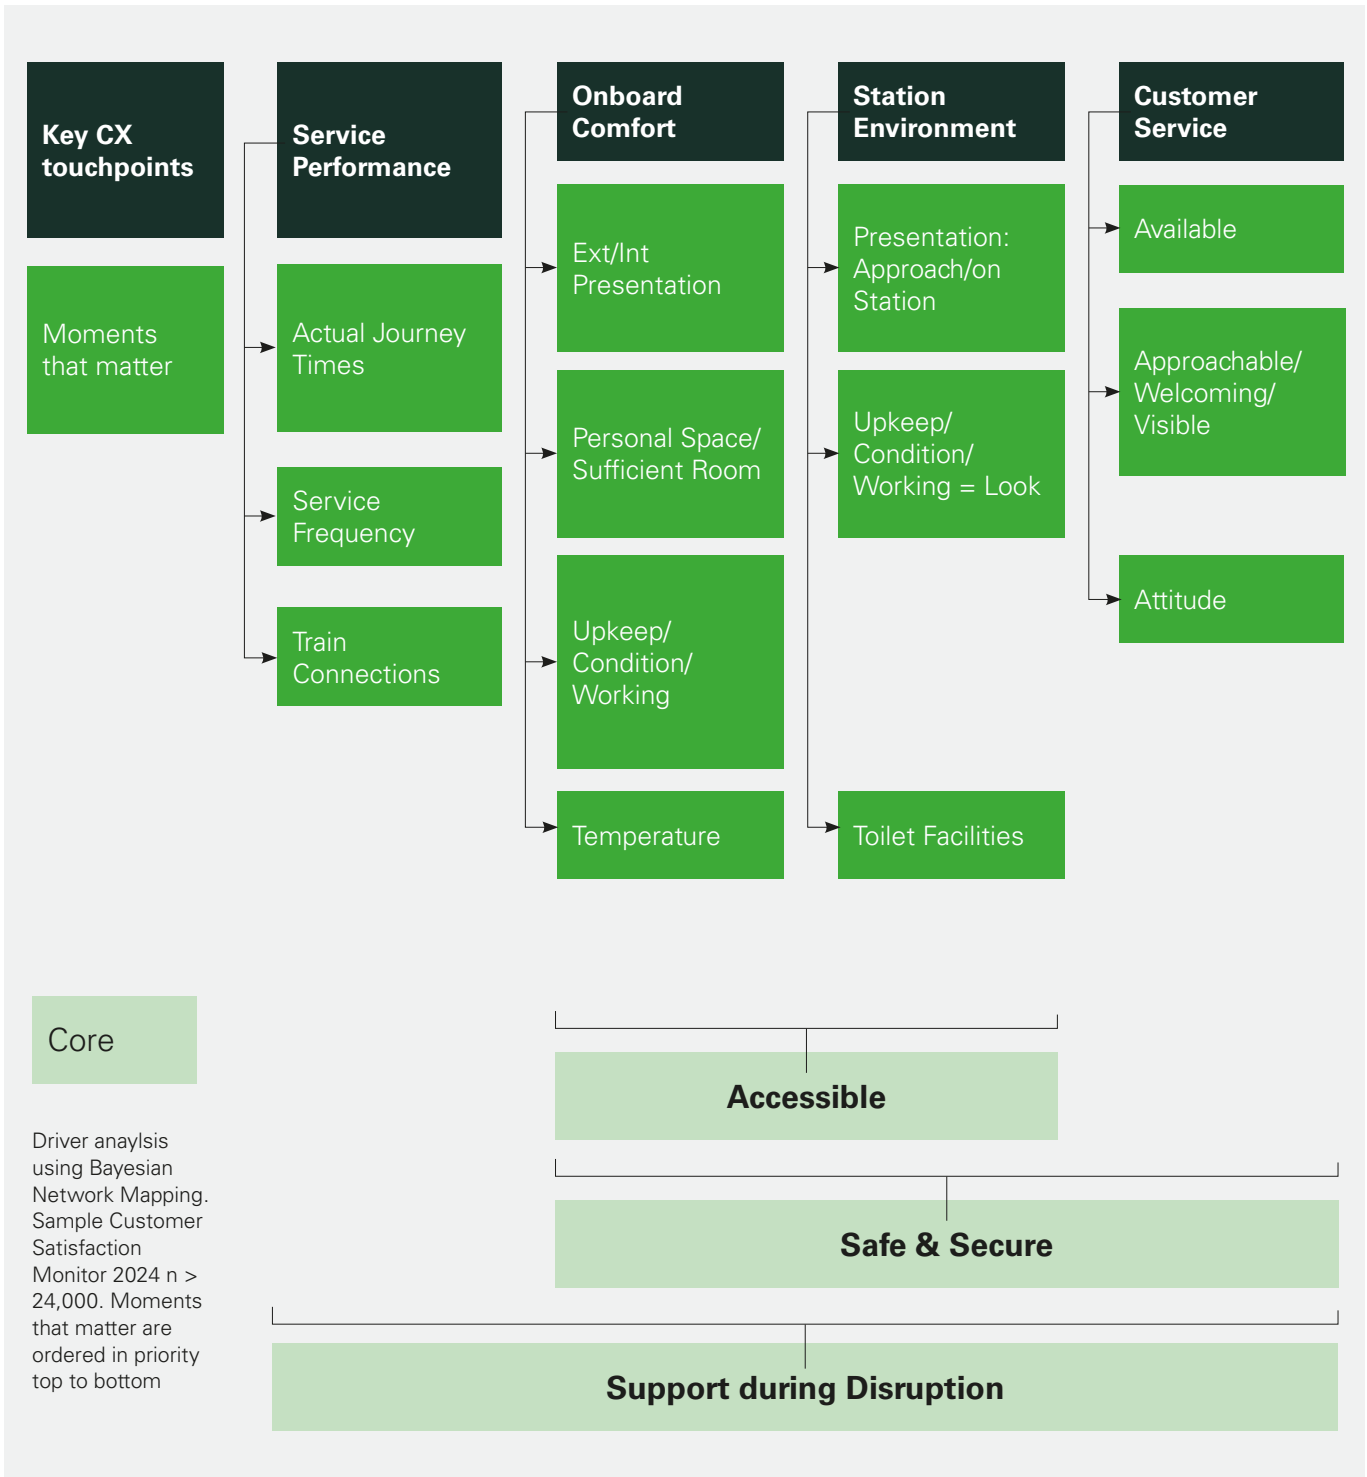 Key CX
touchpoints
Moments
that matter
Service
Performance
Actual Journey
Times
Service
Frequency
Train
Connections
Onboard
Comfort
Ext/Int
Presentation
Personal Space/
Sufficient Room
Upkeep/
Condition/
Working
Temperature
Station
Environment
Presentation:
Approach/on
Station
Upkeep/
Condition/
Working = Look
Toilet Facilities
Customer
Service
Available
Approachable/
Welcoming/
Visible
Attitude
Core
Driver anaylsis
using Bayesian
Network Mapping.
Sample Customer
Satisfaction
Monitor 2024 n >
24,000. Moments
that matter are
ordered in priority
top to bottom
Accessible
Safe & Secure
Support during Disruption